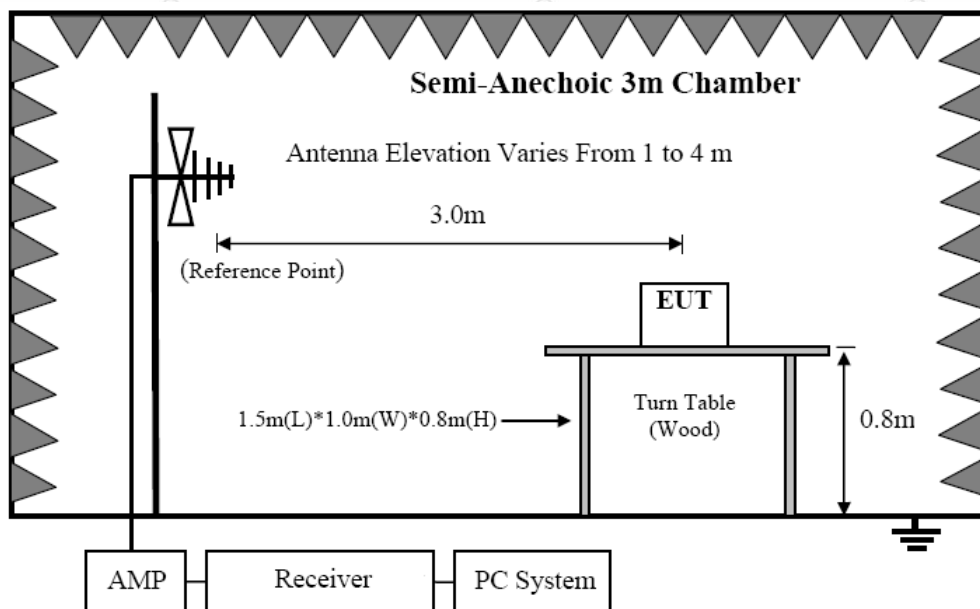 Semi-Anechoic 3m Chamber
Antenna Elevation Varies From 1 to 4 m
3.0m
(Reference Point)
EUT
1.5m(L)*1.0m(W)*0.8m(H)
Turn Table
(Wood)
0.8m
AMP
Receiver
PC System